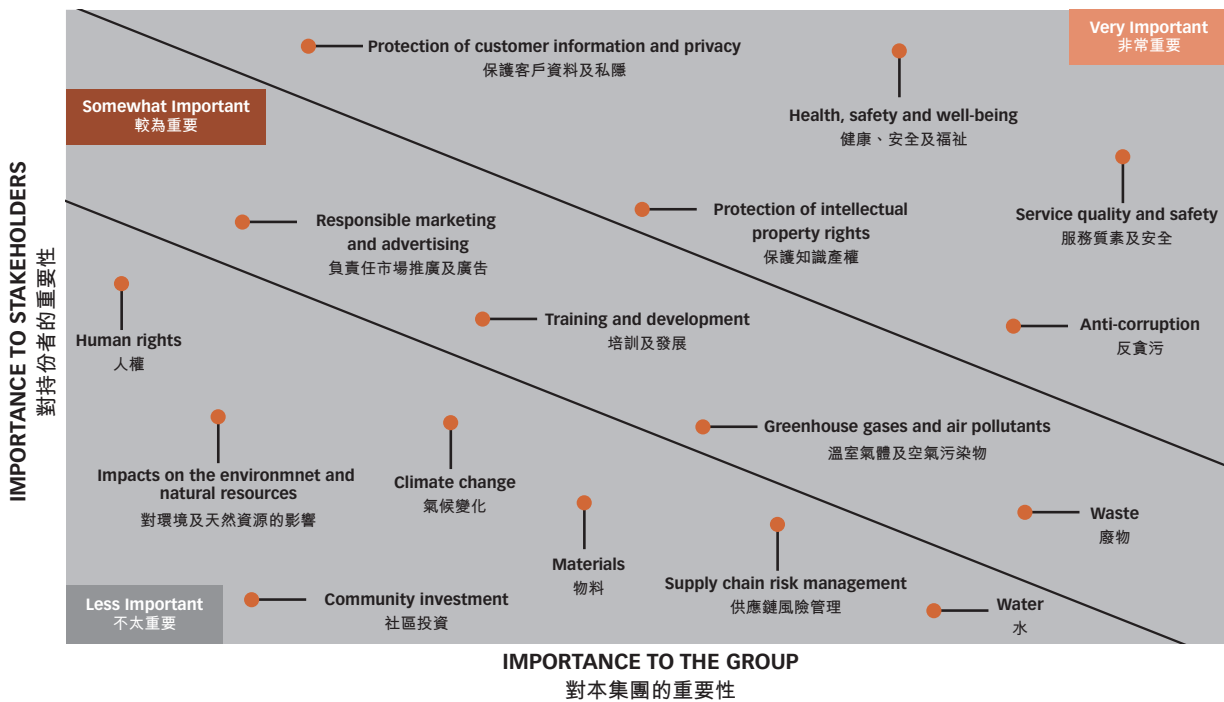 Protection of customer information and privacy
保護客戶資料及私隱
Very Important
非常重要
Somewhat Important
較為重要
Health, safety and well-being
健康、安全及福祉
Service quality and safety
服務質素及安全
Responsible marketing
and advertising
負責任市場推廣及廣告
Protection of intellectual
property rights
保護知識產權
Human rights
人權
Training and development
培訓及發展
Anti-corruption
反貪污
Impacts on the environmnet and
natural resources
對環境及天然資源的影響
Climate change
氣候變化
Greenhouse gases and air pollutants
溫室氣體及空氣污染物
Materials
物料
Supply chain risk management
供應鏈風險管理
Waste
廢物
Less Important
不太重要
Community investment
社區投資
Water
水
IMPORTANCE TO STAKEHOLDERS
對持份者的重要性
IMPORTANCE TO THE GROUP
對本集團的重要性